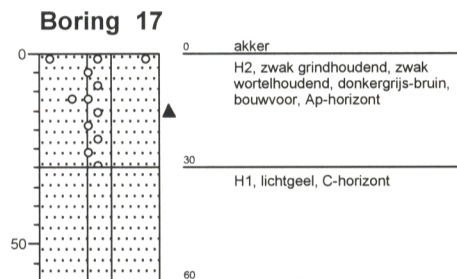 Boring 17
0
0
akker
H2, zwak grindhoudend, zwak
wortelhoudend, donkergrijs-bruin,
bouwvoor, Ap-horizont
30
H1, lichtgeel, C-horizont
50
60